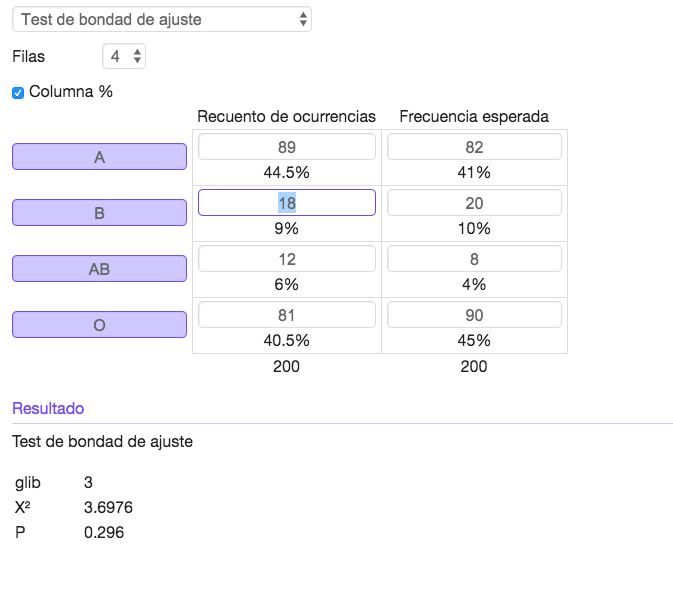 Test de bondad de ajuste
Filas 4
Columna %
Recuento de ocurrencias Frecuencia esperada
A 89 82
44.5% 41%
B 18 20
9% 10%
AB 12 8
6% 4%
O 81 90
40.5% 45%
200 200
Resultado
Test de bondad de ajuste
glib 3
X² 3.6976
P 0.296